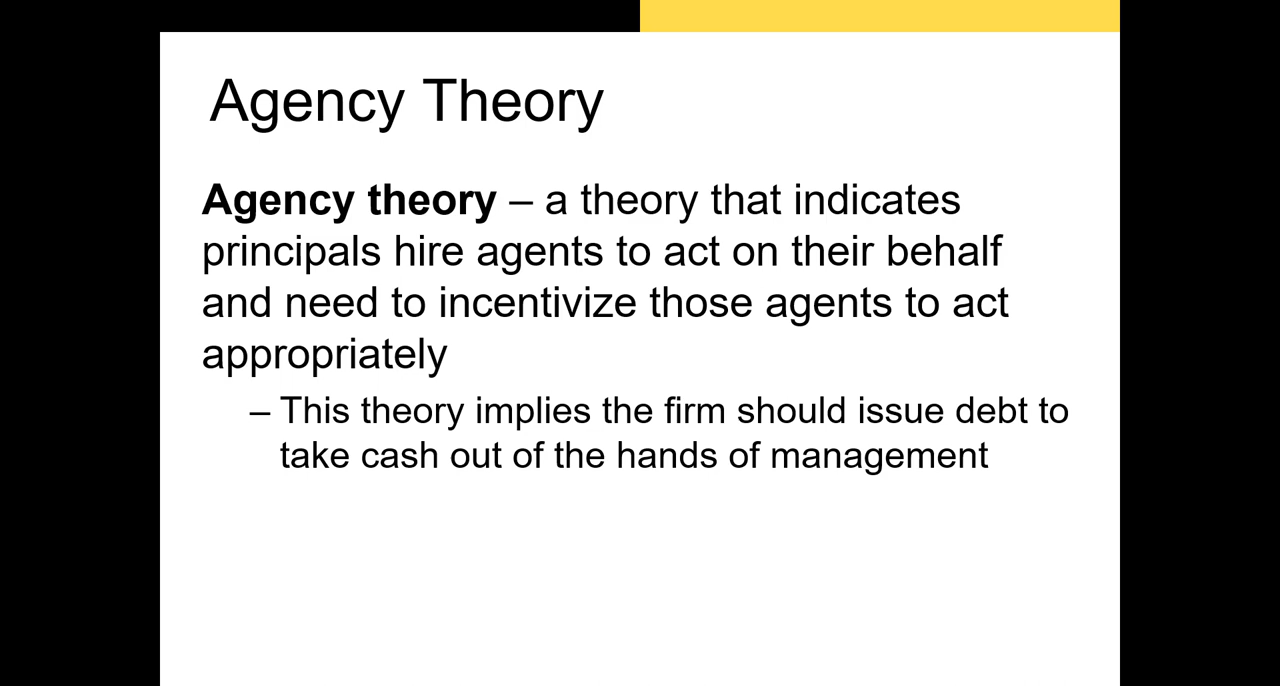 Agency Theory
Agency theory – a theory that indicates
principals hire agents to act on their behalf
and need to incentivize those agents to act
appropriately
– This theory implies the firm should issue debt to
take cash out of the hands of management